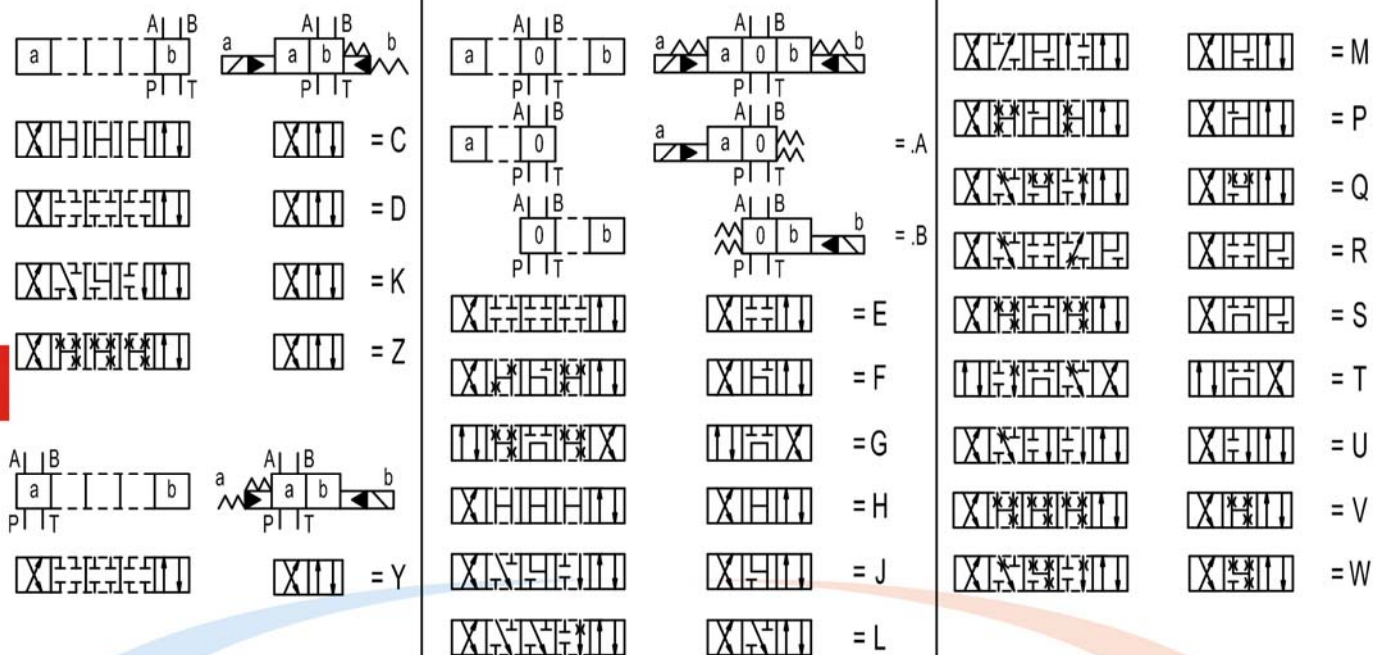 A B
a b
P T
A B
a a b b
P T
= C
= D
= K
= Z
A B
a b
P T
A B
a a b b
P T
= Y
A B
a 0 b
P T
A B
a a 0 b b
P T
A B
a 0
P T
A B
a a 0
P T
= .A
A B
0 b
P T
A B
0 b b
P T
= .B
= E
= F
= G
= H
= J
= L
= M
= P
= Q
= R
= S
= T
= U
= V
= W